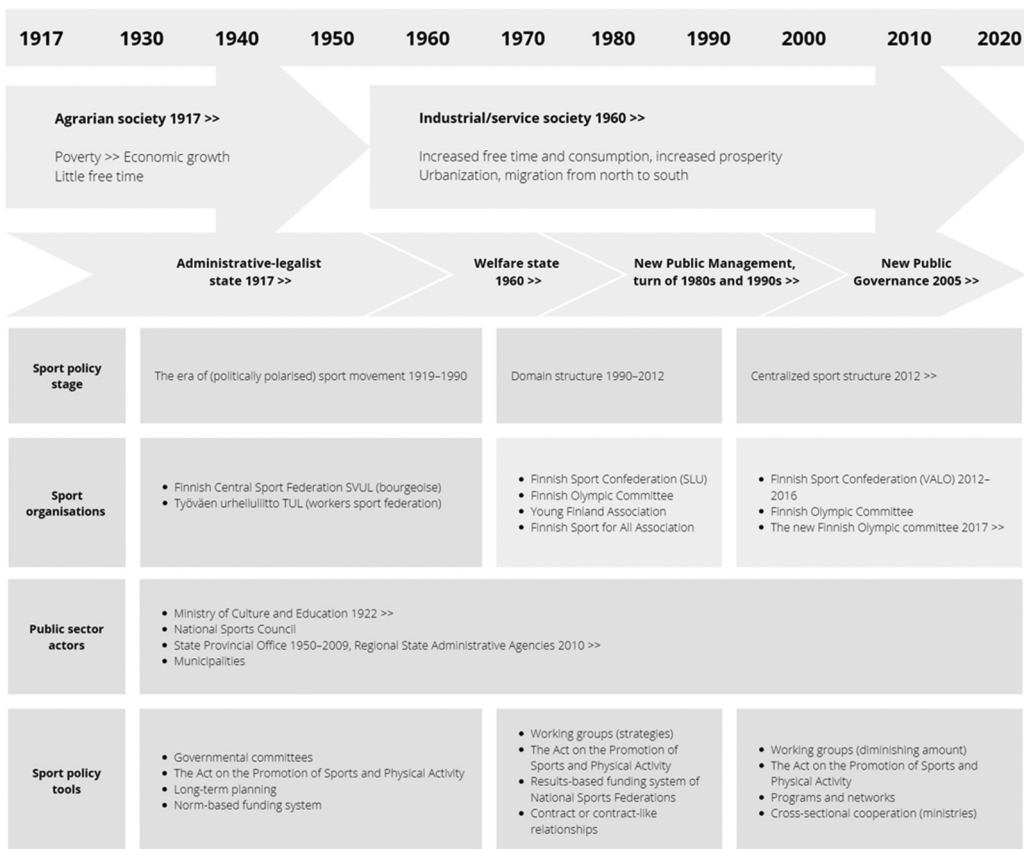 1917 1930 1940 1950 1960 1970 1980 1990 2000 2010 2020
Agrarian society 1917 >>
Poverty >> Economic growth
Little free time
Industrial/service society 1960 >>
Increased free time and consumption, increased prosperity
Urbanization, migration from north to south
Administrative-legalist
state 1917 >>
Welfare state
1960 >>
New Public Management,
turn of 1980s and 1990s >>
New Public
Governance 2005 >>
Sport policy
stage
The era of (politically polarised) sport movement 1919–1990
Domain structure 1990–2012
Centralized sport structure 2012 >>
Sport
organisations
• Finnish Central Sport Federation SVUL (bourgeoise)
• Työväen urheiluliitto TUL (workers sport federation)
• Finnish Sport Confederation (SLU)
• Finnish Olympic Committee
• Young Finland Association
• Finnish Sport for All Association
• Finnish Sport Confederation (VALO) 2012–
2016
• Finnish Olympic Committee
• The new Finnish Olympic committee 2017 >>
Public sector
actors
• Ministry of Culture and Education 1922 >>
• National Sports Council
• State Provincial Office 1950–2009, Regional State Administrative Agencies 2010 >>
• Municipalities
Sport policy
tools
• Governmental committees
• The Act on the Promotion of Sports and Physical Activity
• Long-term planning
• Norm-based funding system
• Working groups (strategies)
• The Act on the Promotion of
Sports and Physical Activity
• Results-based funding system of
National Sports Federations
• Contract or contract-like
relationships
• Working groups (diminishing amount)
• The Act on the Promotion of Sports and
Physical Activity
• Programs and networks
• Cross-sectional cooperation (ministries)